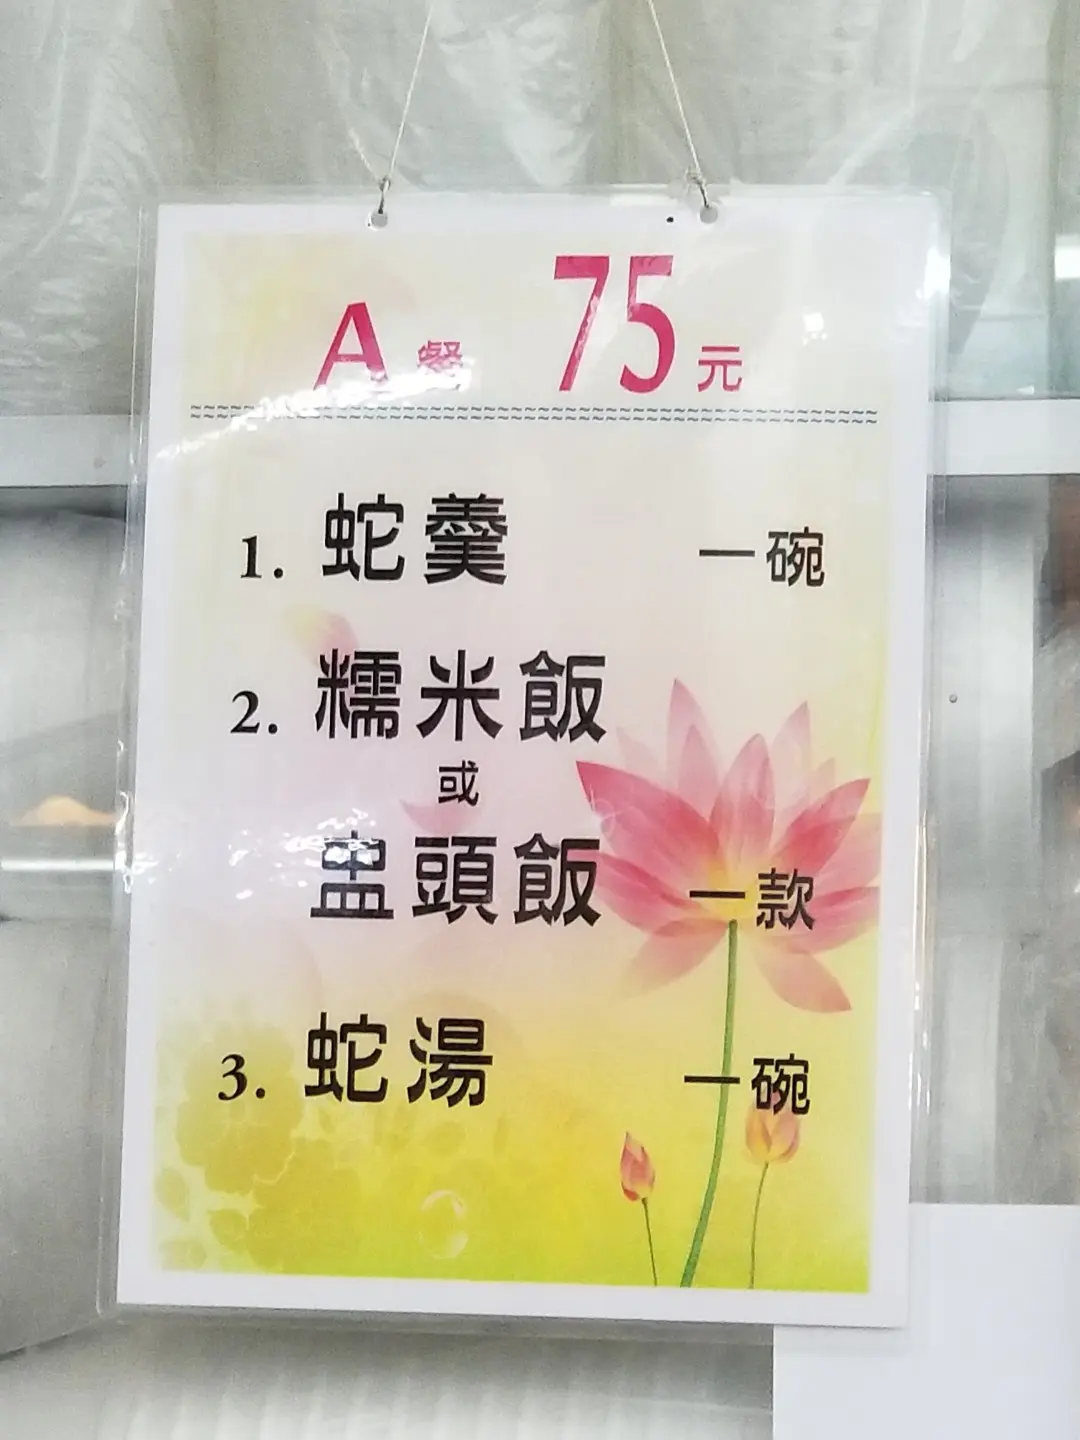 A餐 75元
1. 蛇羹 一碗
2. 糯米飯
或
盅頭飯 一款
3. 蛇湯 一碗